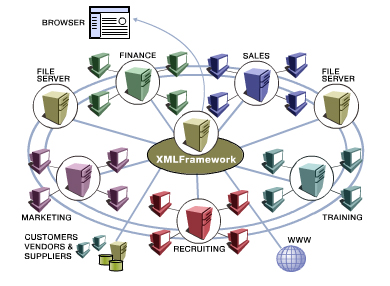 BROWSER
FINANCE
SALES
FILE
SERVER
FILE
SERVER
XMLFramework
MARKETING
TRAINING
CUSTOMERS
VENDORS &
SUPPLIERS
RECRUITING
WWW